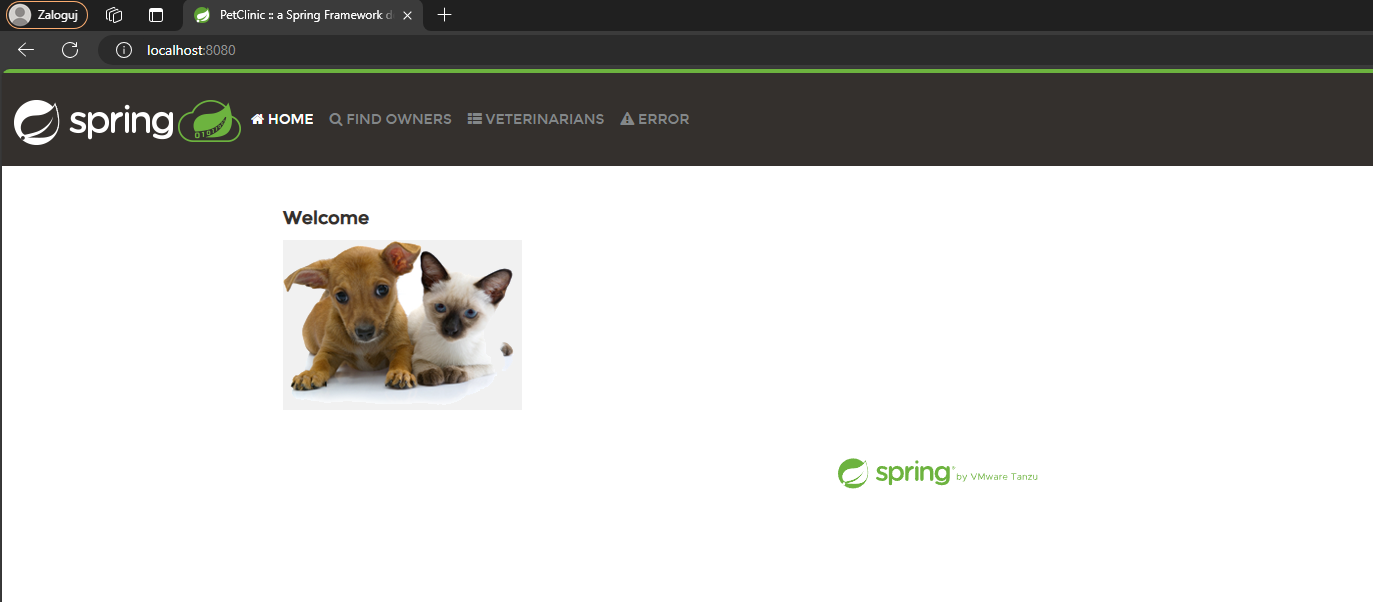 Zaloguj
PetClinic :: a Spring Framework d
localhost:8080
spring
HOME
FIND OWNERS
VETERINARIANS
ERROR
Welcome
spring by VMware Tanzu